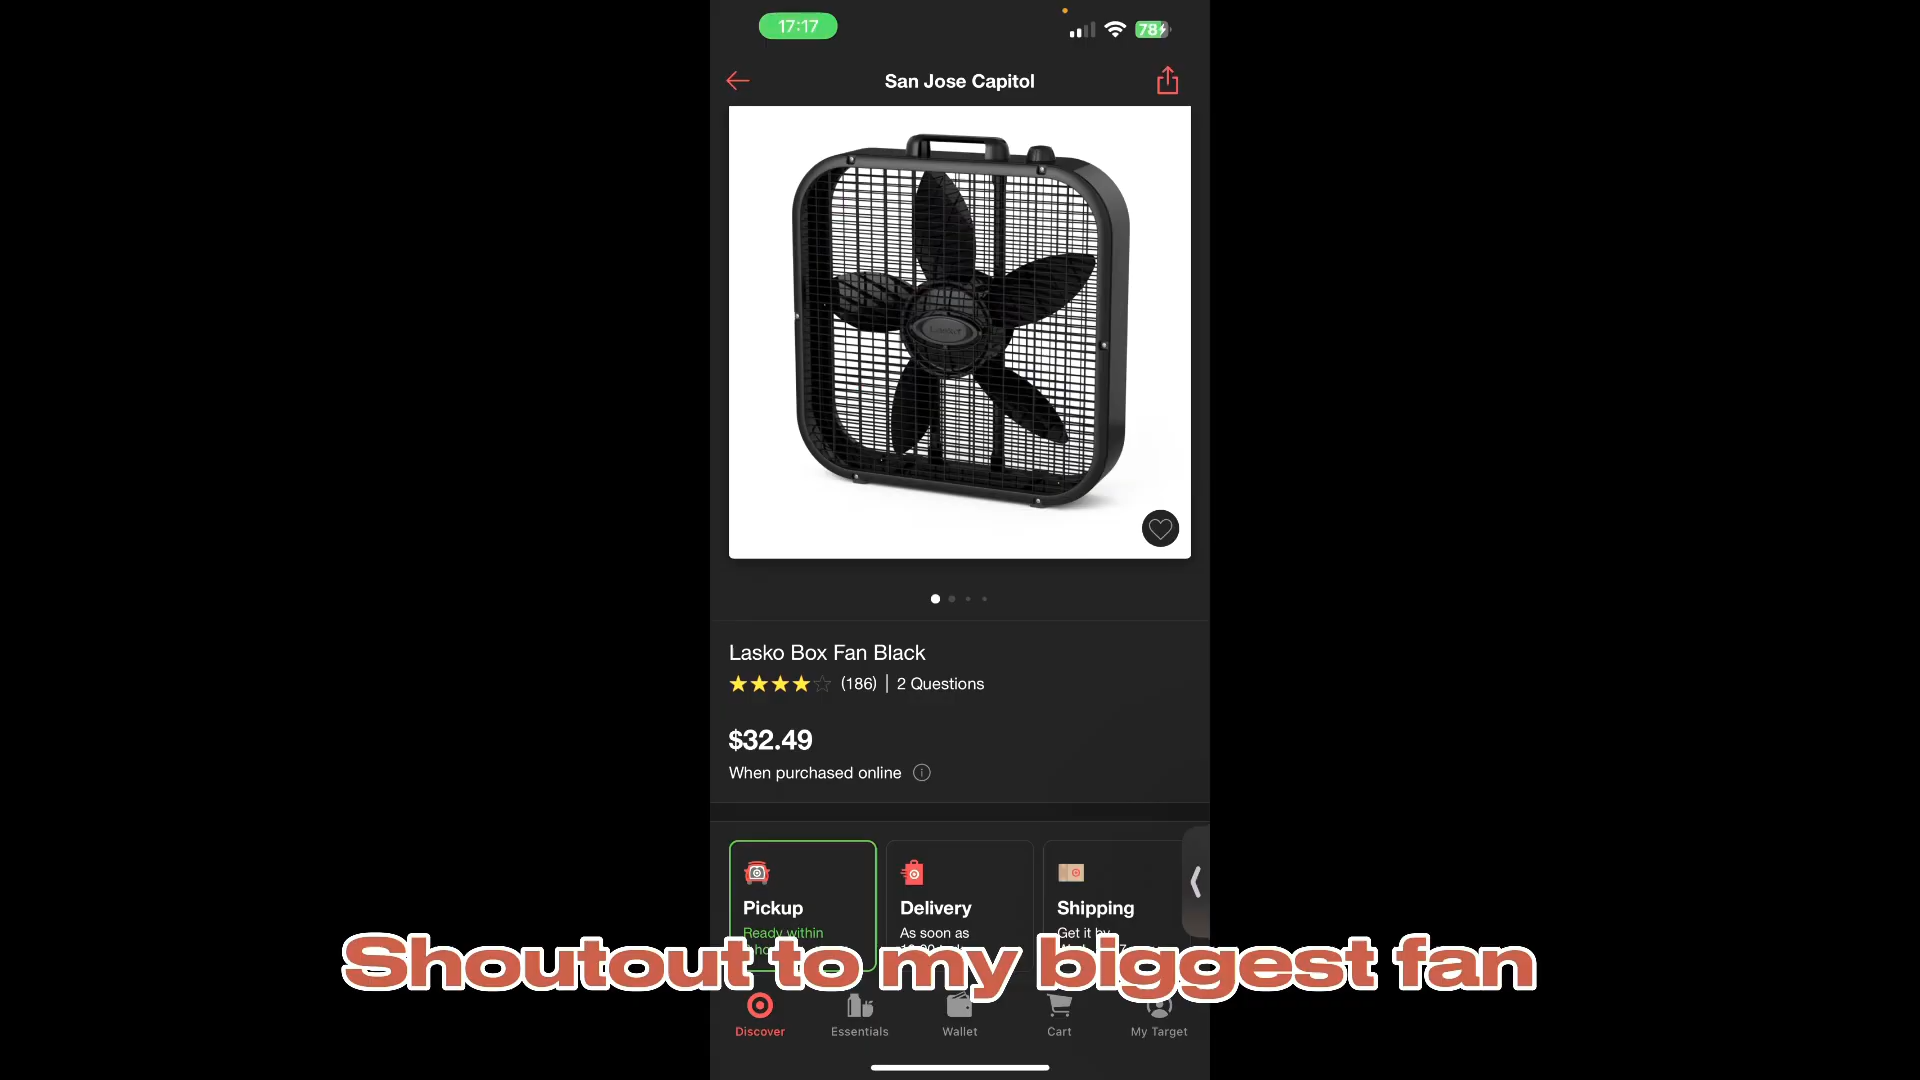 17:17
78
San Jose Capitol
Lasko
Lasko Box Fan Black
(186) | 2 Questions
$32.49
When purchased online
Pickup
Ready within
Delivery
As soon as
Shipping
Get it by
Shoutout to my biggest fan
Discover
Essentials
Wallet
Cart
My Target